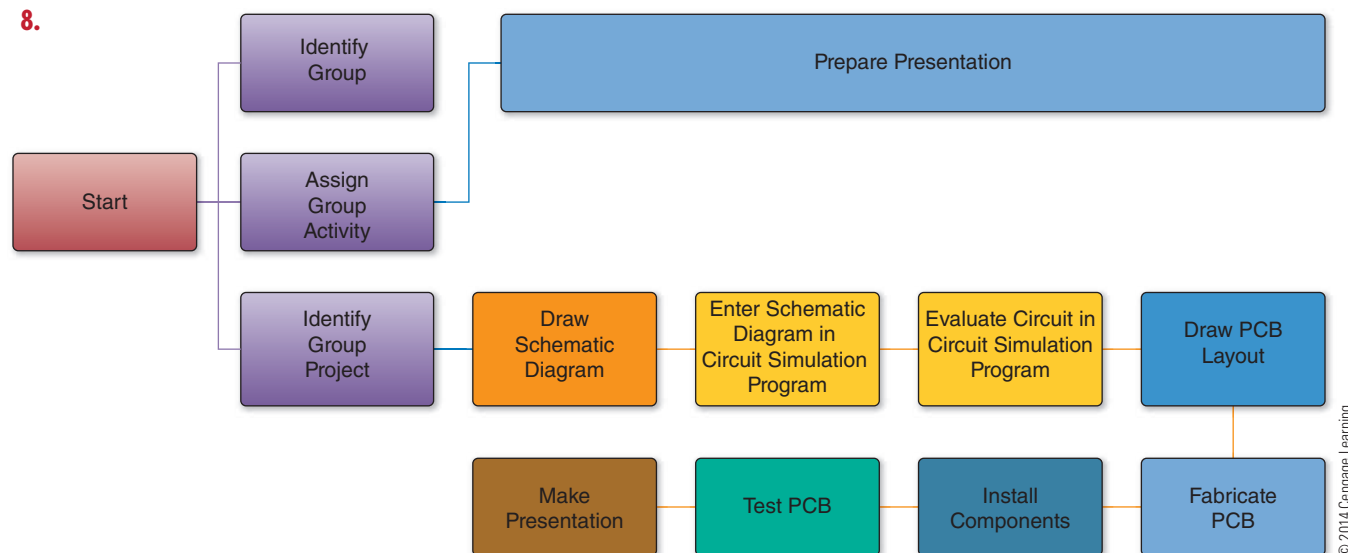 8.
Identify
Group
Prepare Presentation
Start
Assign
Group
Activity
Identify
Group
Project
Draw
Schematic
Diagram
Enter Schematic
Diagram in
Circuit Simulation
Program
Evaluate Circuit in
Circuit Simulation
Program
Draw PCB
Layout
Make
Presentation
Test PCB
Install
Components
Fabricate
PCB
© 2014 Cengage Learning